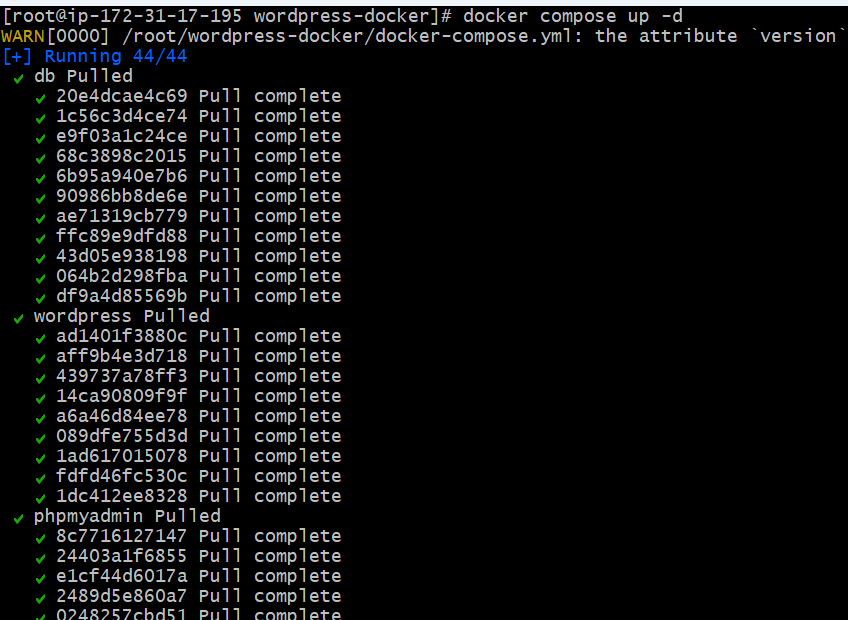 [root@ip-172-31-17-195 wordpress-docker]# docker compose up -d
WARN[0000] /root/wordpress-docker/docker-compose.yml: the attribute `version`
[+] Running 44/44
✔ db Pulled
✔ 20e4dcae4c69 Pull complete
✔ 1c56c3d4ce74 Pull complete
✔ e9f03a1c24ce Pull complete
✔ 68c3898c2015 Pull complete
✔ 6b95a940e7b6 Pull complete
✔ 90986bb8de6e Pull complete
✔ ae71319cb779 Pull complete
✔ ffc89e9dfd88 Pull complete
✔ 43d05e938198 Pull complete
✔ 064b2d298fba Pull complete
✔ df9a4d85569b Pull complete
✔ wordpress Pulled
✔ ad1401f3880c Pull complete
✔ aff9b4e3d718 Pull complete
✔ 439737a78ff3 Pull complete
✔ 14ca90809f9f Pull complete
✔ a6a46d84ee78 Pull complete
✔ 089dfe755d3d Pull complete
✔ 1ad617015078 Pull complete
✔ fdfd46fc530c Pull complete
✔ 1dc412ee8328 Pull complete
✔ phpmyadmin Pulled
✔ 8c7716127147 Pull complete
✔ 24403a1f6855 Pull complete
✔ e1cf44d6017a Pull complete
✔ 2489d5e860a7 Pull complete
✔ 0248257cbd51 Pull complete